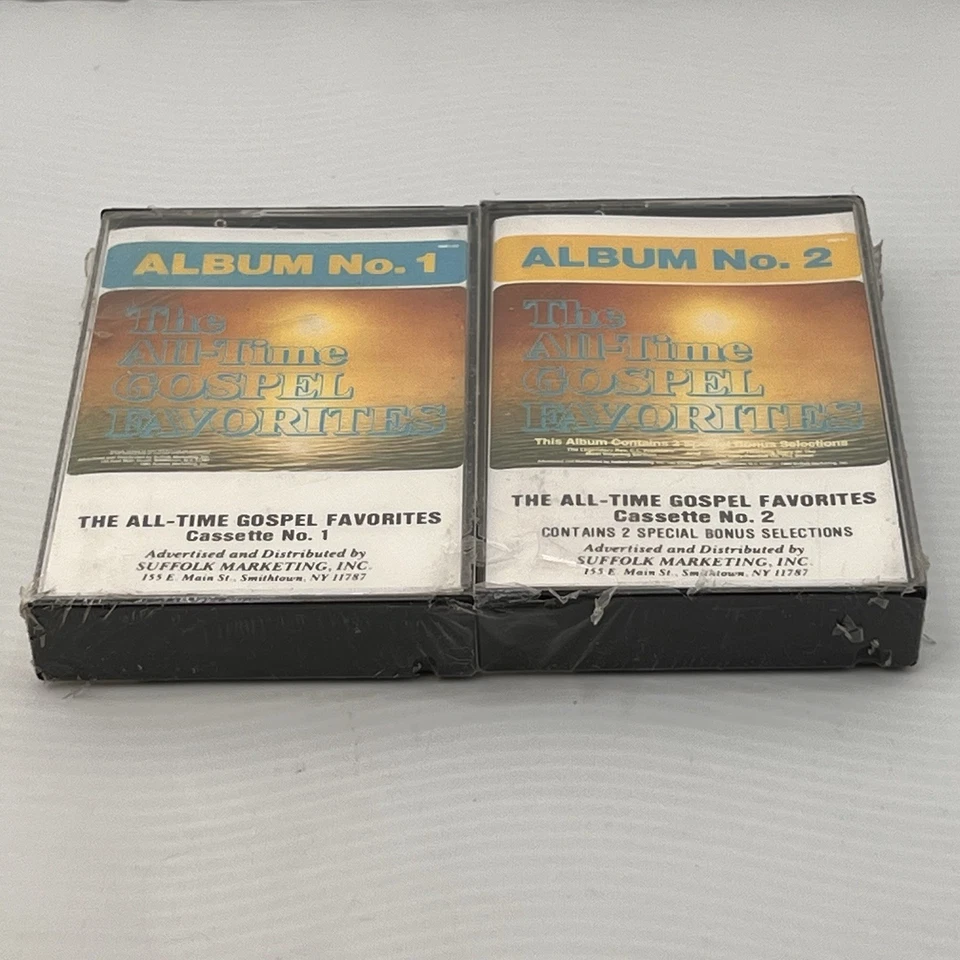 ALBUM No. 1
The
All-Time
GOSPEL
FAVORITES
THE ALL-TIME GOSPEL FAVORITES
Cassette No. 1
Advertised and Distributed by
SUFFOLK MARKETING, INC.
155 E. Main St., Smithtown, NY 11787
ALBUM No. 2
The
All-Time
GOSPEL
FAVORITES
This Album Contains 2 Special Bonus Selections
THE ALL-TIME GOSPEL FAVORITES
Cassette No. 2
CONTAINS 2 SPECIAL BONUS SELECTIONS
Advertised and Distributed by
SUFFOLK MARKETING, INC.
155 E. Main St., Smithtown, NY 11787